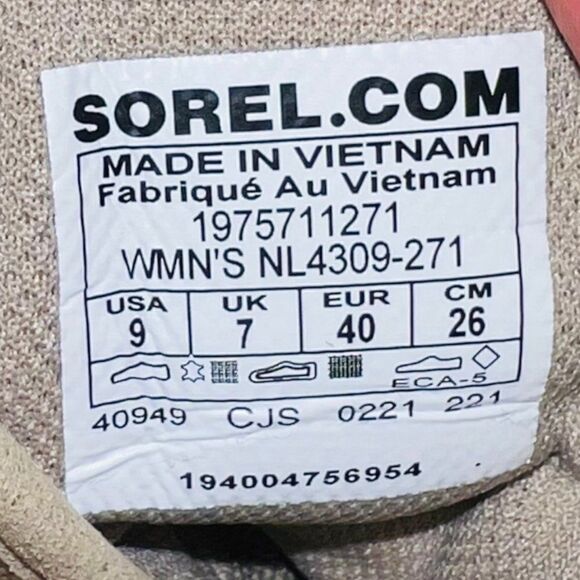 SOREL.COM
MADE IN VIETNAM
Fabriqué Au Vietnam
1975711271
WMN'S NL4309-271
USA UK EUR CM
9 7 40 26
ECA-5
40949 CJS 0221 221
194004756954